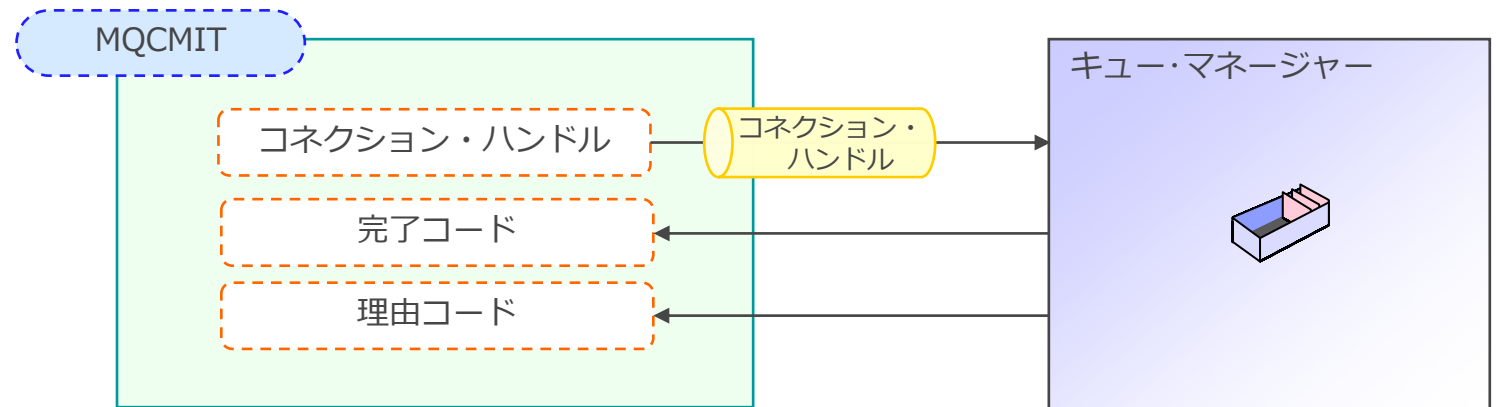 MQCMIT
キュー・マネージャー
コネクション・ハンドル
コネクション・
ハンドル
完了コード
理由コード